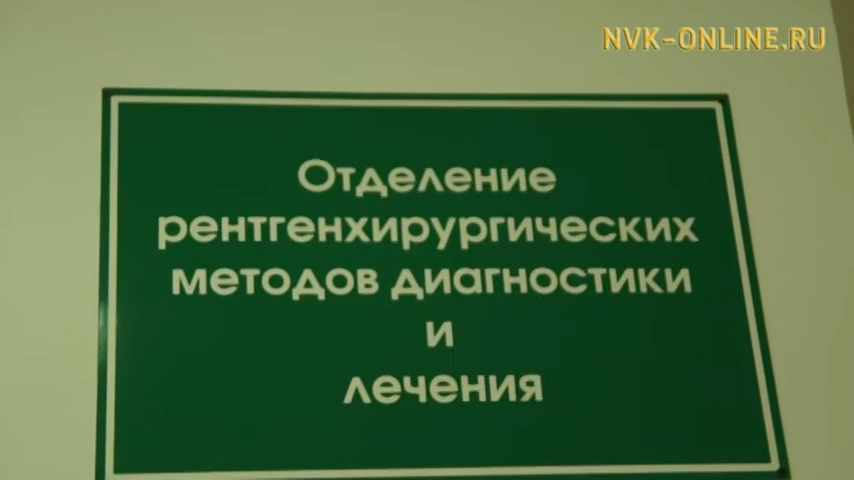 NVK-ONLINE.RU
Отделение
рентгенхирургических
методов диагностики
и
лечения